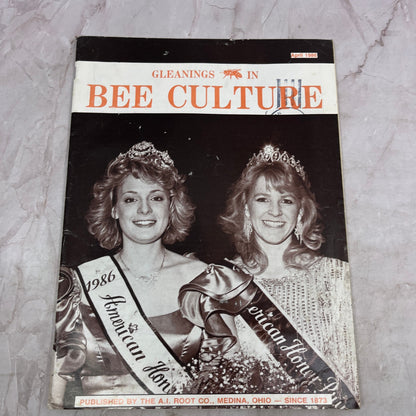 April 1986
GLEANINGS IN
BEE CULTURE
1986
American Hon
erican Honey P
PUBLISHED BY THE A.I. ROOT CO., MEDINA, OHIO — SINCE 1873